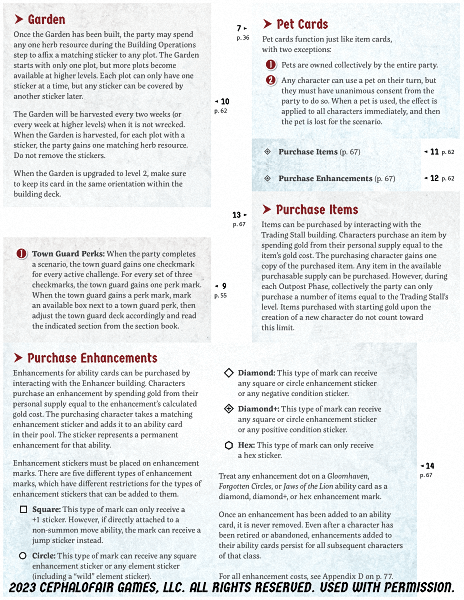 ➤ Garden
Once the Garden has been built, the party may spend
any one herb resource during the Building Operations
step to affix a matching sticker to any plot. The Garden
starts with only one plot, but more plots become
available at higher levels. Each plot can only have one
sticker at a time, but any sticker can be covered by
another sticker later.
The Garden will be harvested every two weeks (or
every week at higher levels) when it is not wrecked.
When the Garden is harvested, for each plot with a
sticker, the party gains one matching herb resource.
Do not remove the stickers.
When the Garden is upgraded to level 2, make sure
to keep its card in the same orientation within the
building deck.
7
p.36
10
p.62
➤ Pet Cards
Pet cards function just like item cards,
with two exceptions:
1 Pets are owned collectively by the entire party.
2 Any character can use a pet on their turn, but
they must have unanimous consent from the
party to do so. When a pet is used, the effect is
applied to all characters immediately, and then
the pet is lost for the scenario.
Purchase Items (p. 67)
11 p.62
Purchase Enhancements (p. 67)
12 p.62
13
p.67
➤ Purchase Items
Items can be purchased by interacting with the
Trading Stall building. Characters purchase an item by
spending gold from their personal supply equal to the
item's gold cost. The purchasing character gains one
copy of the purchased item. Any item in the available
purchasable supply can be purchased. However, during
each Outpost Phase, collectively the party can only
purchase a number of items equal to the Trading Stall's
level. Items purchased with starting gold upon the
creation of a new character do not count toward
this limit.
1 Town Guard Perks: When the party completes
a scenario, the town guard gains one checkmark
for every active challenge. For every set of three
checkmarks, the town guard gains one perk mark.
When the town guard gains a perk mark, mark
an available box next to a town guard perk, then
adjust the town guard deck accordingly and read
the indicated section from the section book.
9
p.55
➤ Purchase Enhancements
Enhancements for ability cards can be purchased by
interacting with the Enhancer building. Characters
purchase an enhancement by spending gold from their
personal supply equal to the enhancement's calculated
gold cost. The purchasing character takes a matching
enhancement sticker and adds it to an ability card
in their pool. The sticker represents a permanent
enhancement for that ability.
Enhancement stickers must be placed on enhancement
marks. There are five different types of enhancement
marks, which have different restrictions for the types of
enhancement stickers that can be added to them.
Square: This type of mark can only receive a
+1 sticker. However, if directly attached to a
non-summon move ability, the mark can receive a
jump sticker instead.
Circle: This type of mark can receive any square
enhancement sticker or any element sticker
(including a "wild" element sticker).
Diamond: This type of mark can receive
any square or circle enhancement sticker
or any negative condition sticker.
Diamond+: This type of mark can receive
any square or circle enhancement sticker
or any positive condition sticker.
Hex: This type of mark can only receive
a hex sticker.
Treat any enhancement dot on a Gloomhaven,
Forgotten Circles, or Jaws of the Lion ability card as a
diamond, diamond+, or hex enhancement mark.
Once an enhancement has been added to an ability
card, it is never removed. Even after a character has
been retired or abandoned, enhancements added to
their ability cards persist for all subsequent characters
of that class.
For all enhancement costs, see Appendix D on p. 77.
14
p.67
2023 CEPHALOFAIR GAMES, LLC. ALL RIGHTS RESERVED. USED WITH PERMISSION.